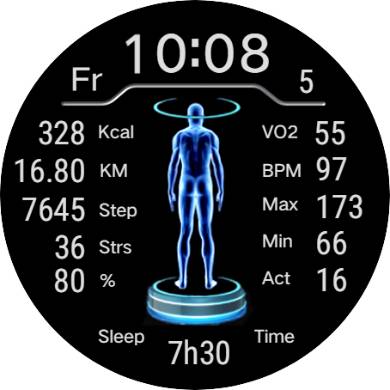 10:08
Fr 5
328 Kcal VO2 55
16.80 KM BPM 97
7645 Step Max 173
36 Strs Min 66
80 % Act 16
Sleep 7h30 Time